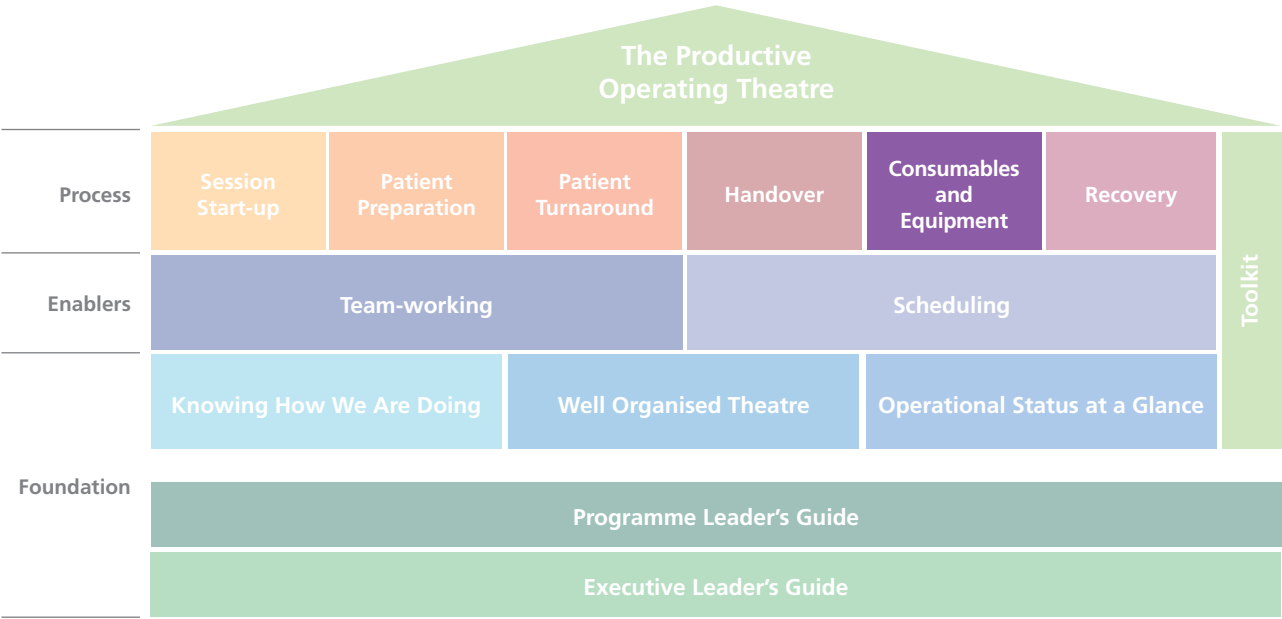 The Productive
Operating Theatre
Process
Session
Start-up
Patient
Preparation
Patient
Turnaround
Handover
Consumables
and
Equipment
Recovery
Toolkit
Enablers
Team-working
Scheduling
Knowing How We Are Doing
Well Organised Theatre
Operational Status at a Glance
Foundation
Programme Leader’s Guide
Executive Leader’s Guide